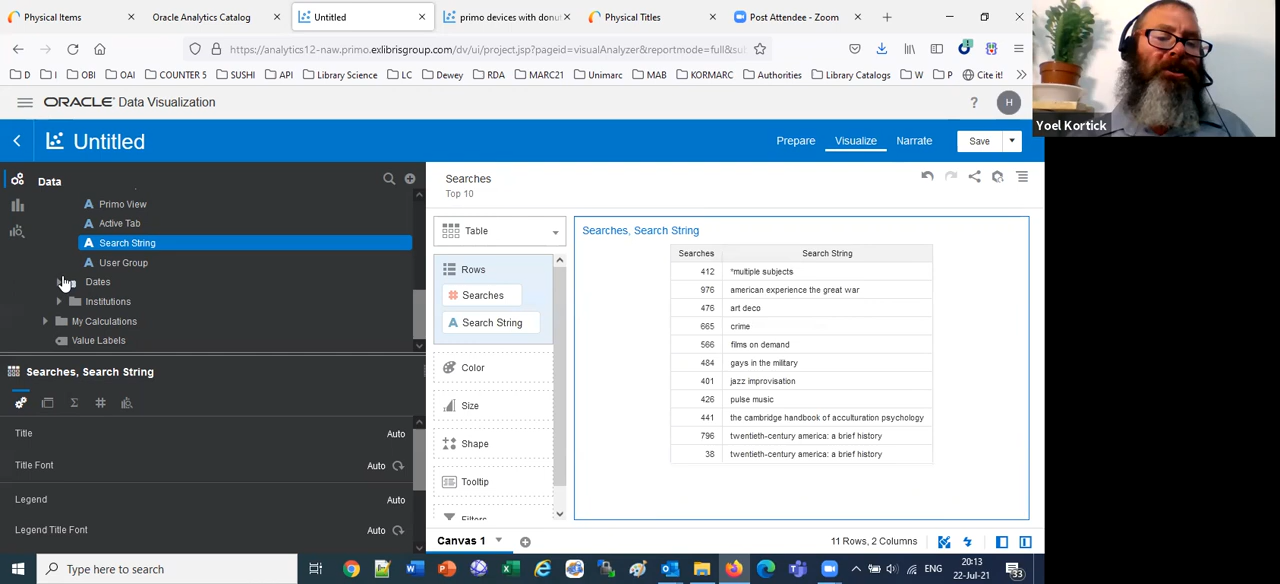 Physical Items
Oracle Analytics Catalog
Untitled
primo devices with donu
Physical Titles
Post Attendee - Zoom
https://analytics12-naw.primo.exlibrisgroup.com/dv/ui/project.jsp?pageid=visualAnalyzer&reportmode=full&su
D
I
OBI
OAI
COUNTER 5
SUSHI
API
Library Science
LC
Dewey
RDA
MARC21
Unimarc
MAB
KORMARC
Authorities
Library Catalogs
W
P
Cite it!
Yoel Kortick
ORACLE Data Visualization
H
Untitled
Prepare
Visualize
Narrate
Save
Data
Primo View
Active Tab
Search String
User Group
Dates
Institutions
My Calculations
Value Labels
Searches, Search String
Title
Auto
Title Font
Auto
Legend
Auto
Legend Title Font
Auto
Searches
Top 10
Table
Rows
Searches
Search String
Color
Size
Shape
Tooltip
Filters
Searches, Search String
Searches Search String
412 *multiple subjects
976 american experience the great war
476 art deco
665 crime
566 films on demand
484 gays in the military
401 jazz improvisation
426 pulse music
441 the cambridge handbook of acculturation psychology
796 twentieth-century america: a brief history
38 twentieth-century america: a brief history
Canvas 1
11 Rows, 2 Columns
Type here to search
ENG
20:13
22-Jul-21
33